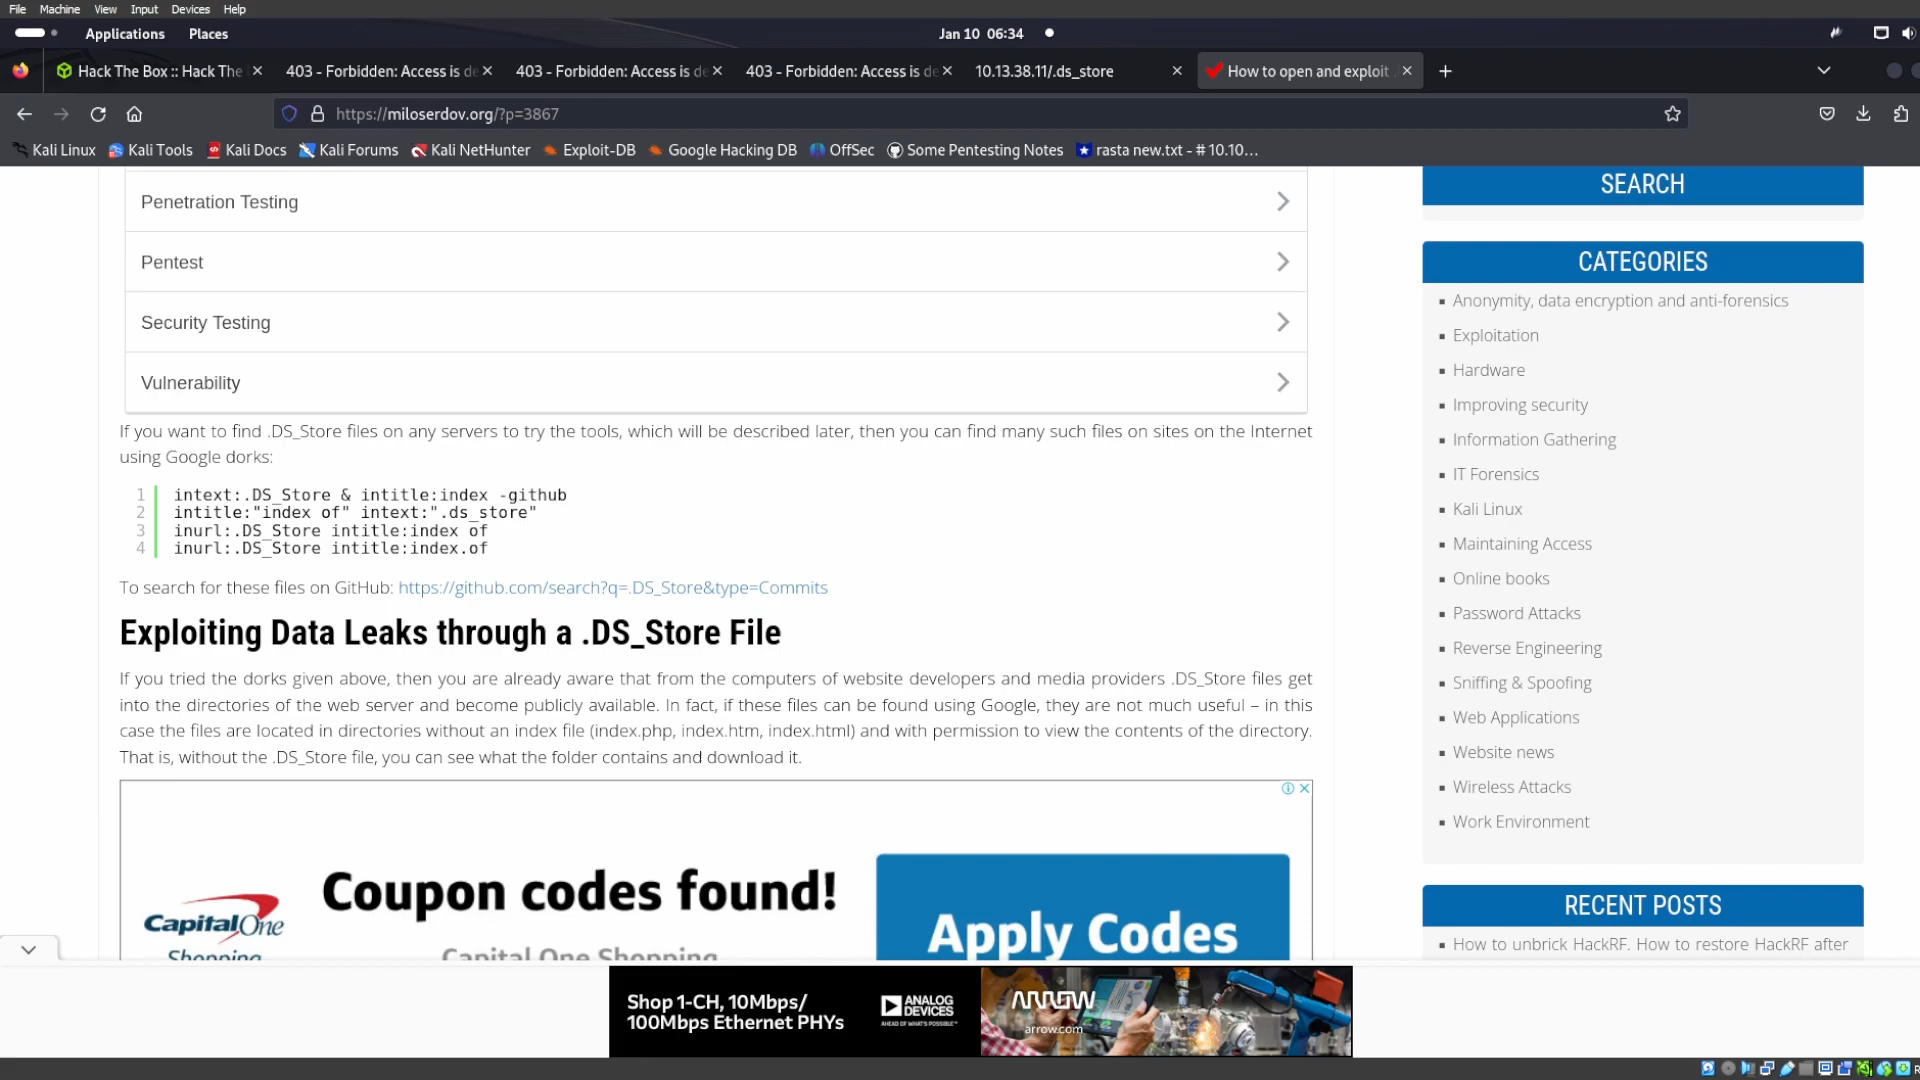 File Machine View Input Devices Help
Applications Places Jan 10 06:34
Hack The Box :: Hack The 403 - Forbidden: Access is de 403 - Forbidden: Access is de 403 - Forbidden: Access is de 10.13.38.11/.ds_store How to open and exploit
https://miloserdov.org/?p=3867
Kali Linux Kali Tools Kali Docs Kali Forums Kali NetHunter Exploit-DB Google Hacking DB OffSec Some Pentesting Notes rasta new.txt - # 10.10…
Penetration Testing
Pentest
Security Testing
Vulnerability
If you want to find .DS_Store files on any servers to try the tools, which will be described later, then you can find many such files on sites on the Internet
using Google dorks:
1 intext:.DS_Store & intitle:index -github
2 intitle:"index of" intext:".ds_store"
3 inurl:.DS_Store intitle:index of
4 inurl:.DS_Store intitle:index.of
To search for these files on GitHub: https://github.com/search?q=.DS_Store&type=Commits
Exploiting Data Leaks through a .DS_Store File
If you tried the dorks given above, then you are already aware that from the computers of website developers and media providers .DS_Store files get
into the directories of the web server and become publicly available. In fact, if these files can be found using Google, they are not much useful – in this
case the files are located in directories without an index file (index.php, index.htm, index.html) and with permission to view the contents of the directory.
That is, without the .DS_Store file, you can see what the folder contains and download it.
Coupon codes found!
CapitalOne
Shopping
Capital One Shopping
Apply Codes
SEARCH
CATEGORIES
Anonymity, data encryption and anti-forensics
Exploitation
Hardware
Improving security
Information Gathering
IT Forensics
Kali Linux
Maintaining Access
Online books
Password Attacks
Reverse Engineering
Sniffing & Spoofing
Web Applications
Website news
Wireless Attacks
Work Environment
RECENT POSTS
How to unbrick HackRF. How to restore HackRF after
Shop 1-CH, 10Mbps/
100Mbps Ethernet PHYs
ANALOG
DEVICES
AHEAD OF WHAT'S POSSIBLE™
ARROW
arrow.com